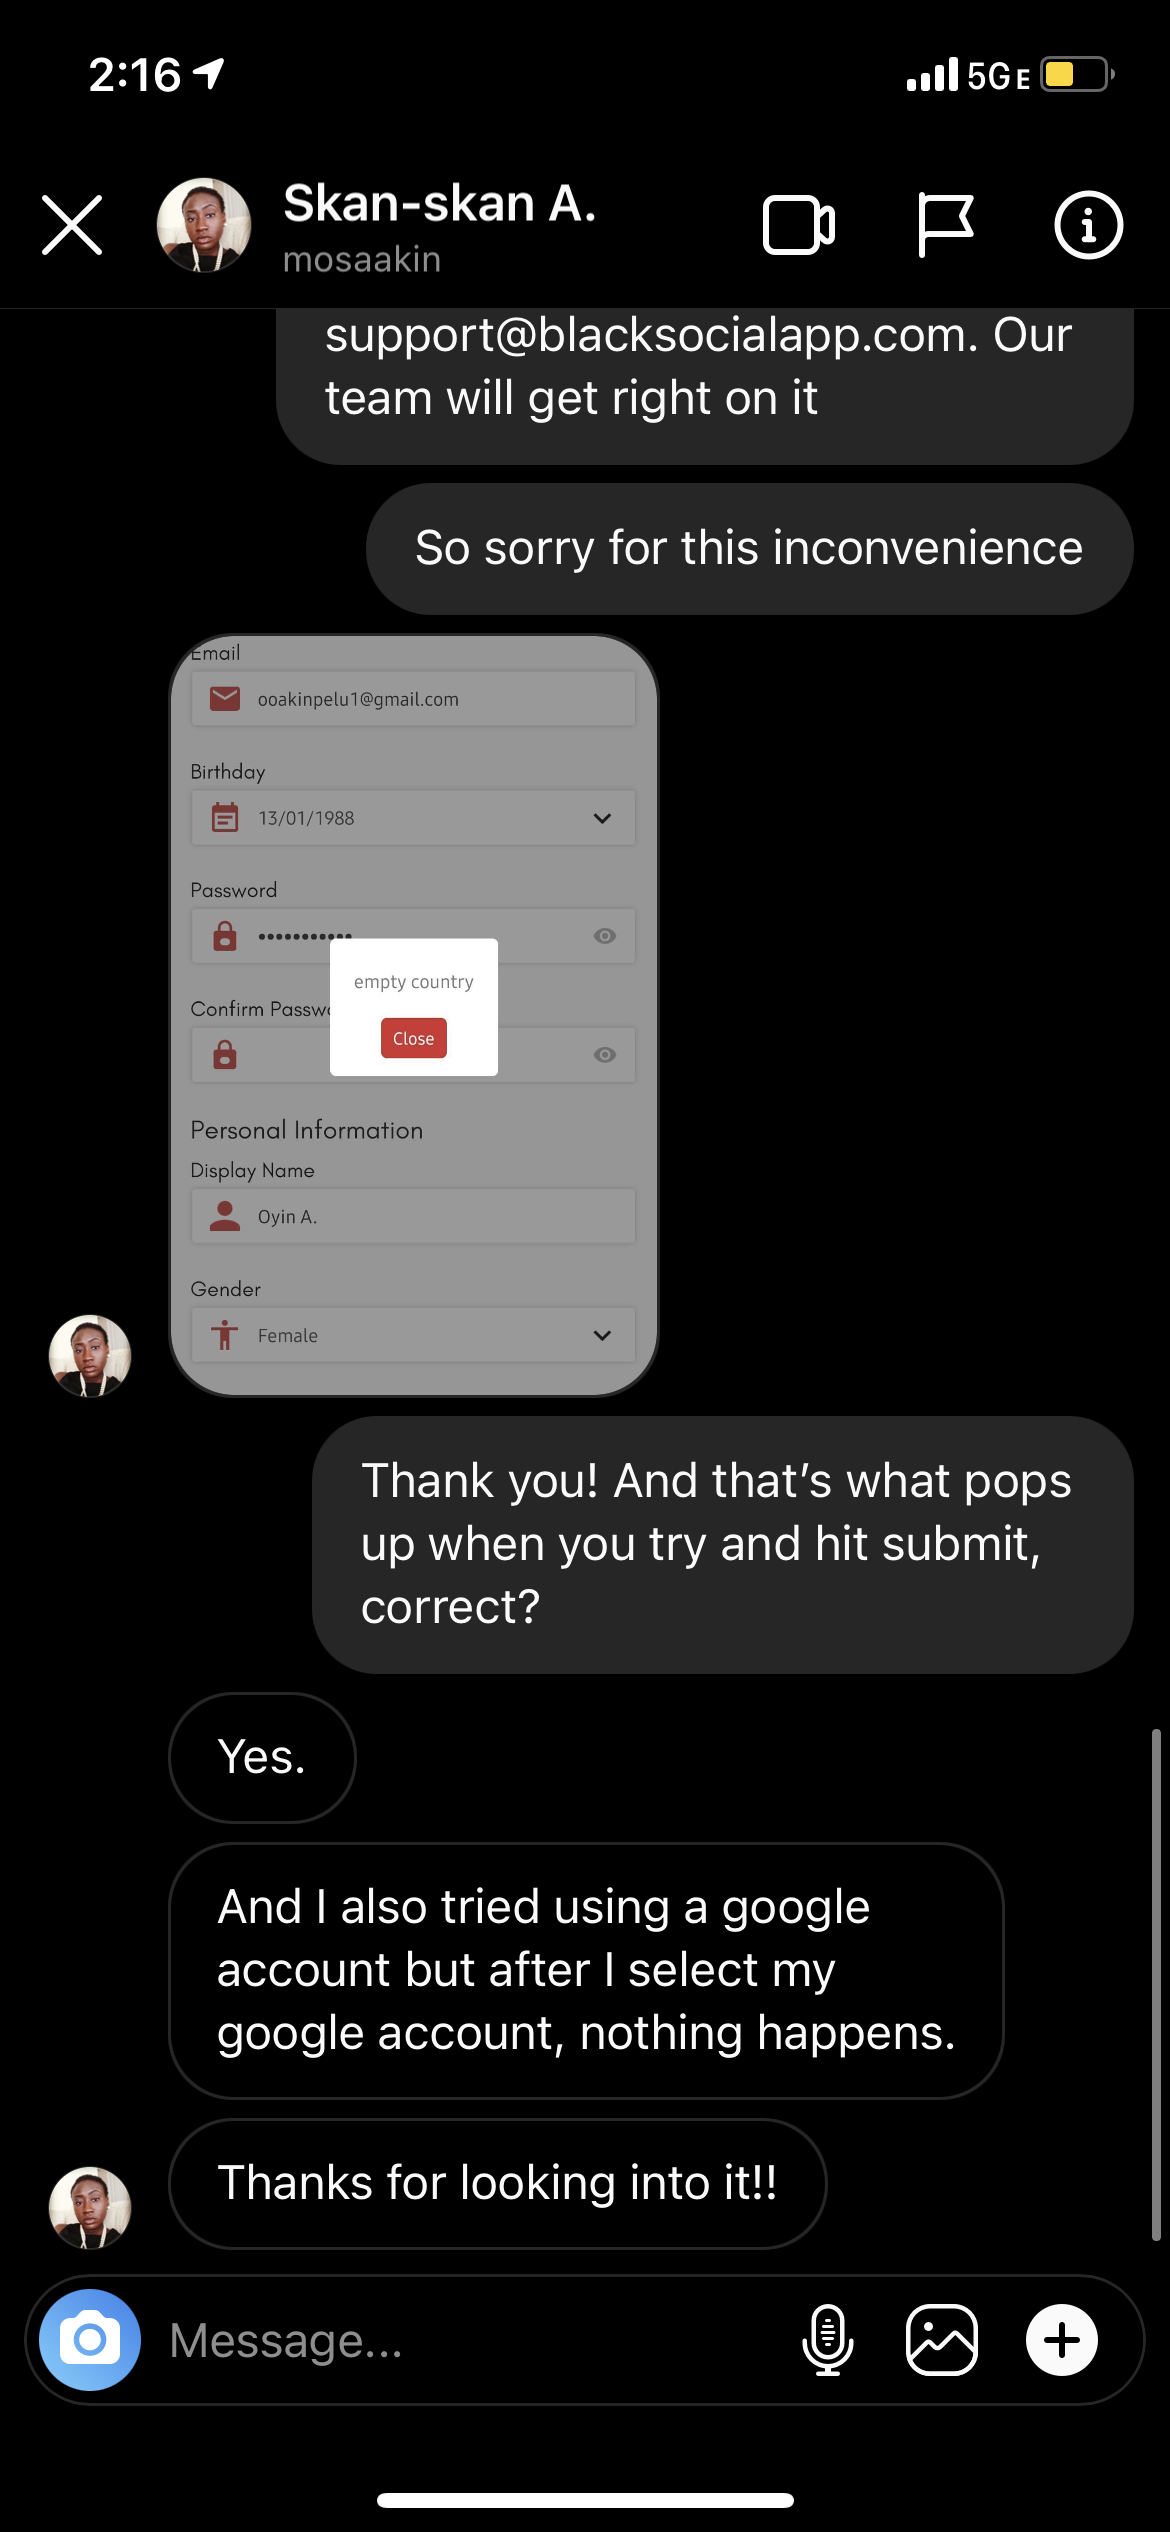 2:16
5GE
Skan-skan A.
mosaakin
support@blacksocialapp.com. Our
team will get right on it
So sorry for this inconvenience
Email
ooakinpelu1@gmail.com
Birthday
13/01/1988
Password
•••••••••••
empty country
Confirm Passwo
Close
Personal Information
Display Name
Oyin A.
Gender
Female
Thank you! And that’s what pops
up when you try and hit submit,
correct?
Yes.
And I also tried using a google
account but after I select my
google account, nothing happens.
Thanks for looking into it!!
Message...